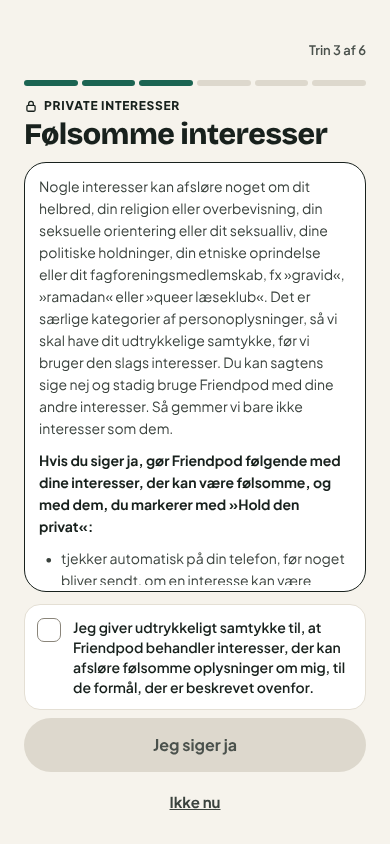 Trin 3 af 6
PRIVATE INTERESSER
Følsomme interesser
Nogle interesser kan afsløre noget om dit
helbred, din religion eller overbevisning, din
seksuelle orientering eller dit seksualliv, dine
politiske holdninger, din etniske oprindelse
eller dit fagforeningsmedlemskab, fx »gravid«,
»ramadan« eller »queer læseklub«. Det er
særlige kategorier af personoplysninger, så vi
skal have dit udtrykkelige samtykke, før vi
bruger den slags interesser. Du kan sagtens
sige nej og stadig bruge Friendpod med dine
andre interesser. Så gemmer vi bare ikke
interesser som dem.
Hvis du siger ja, gør Friendpod følgende med
dine interesser, der kan være følsomme, og
med dem, du markerer med »Hold den
privat«:
• tjekker automatisk på din telefon, før noget
bliver sendt, om en interesse kan være
Jeg giver udtrykkeligt samtykke til, at
Friendpod behandler interesser, der kan
afsløre følsomme oplysninger om mig, til
de formål, der er beskrevet ovenfor.
Jeg siger ja
Ikke nu